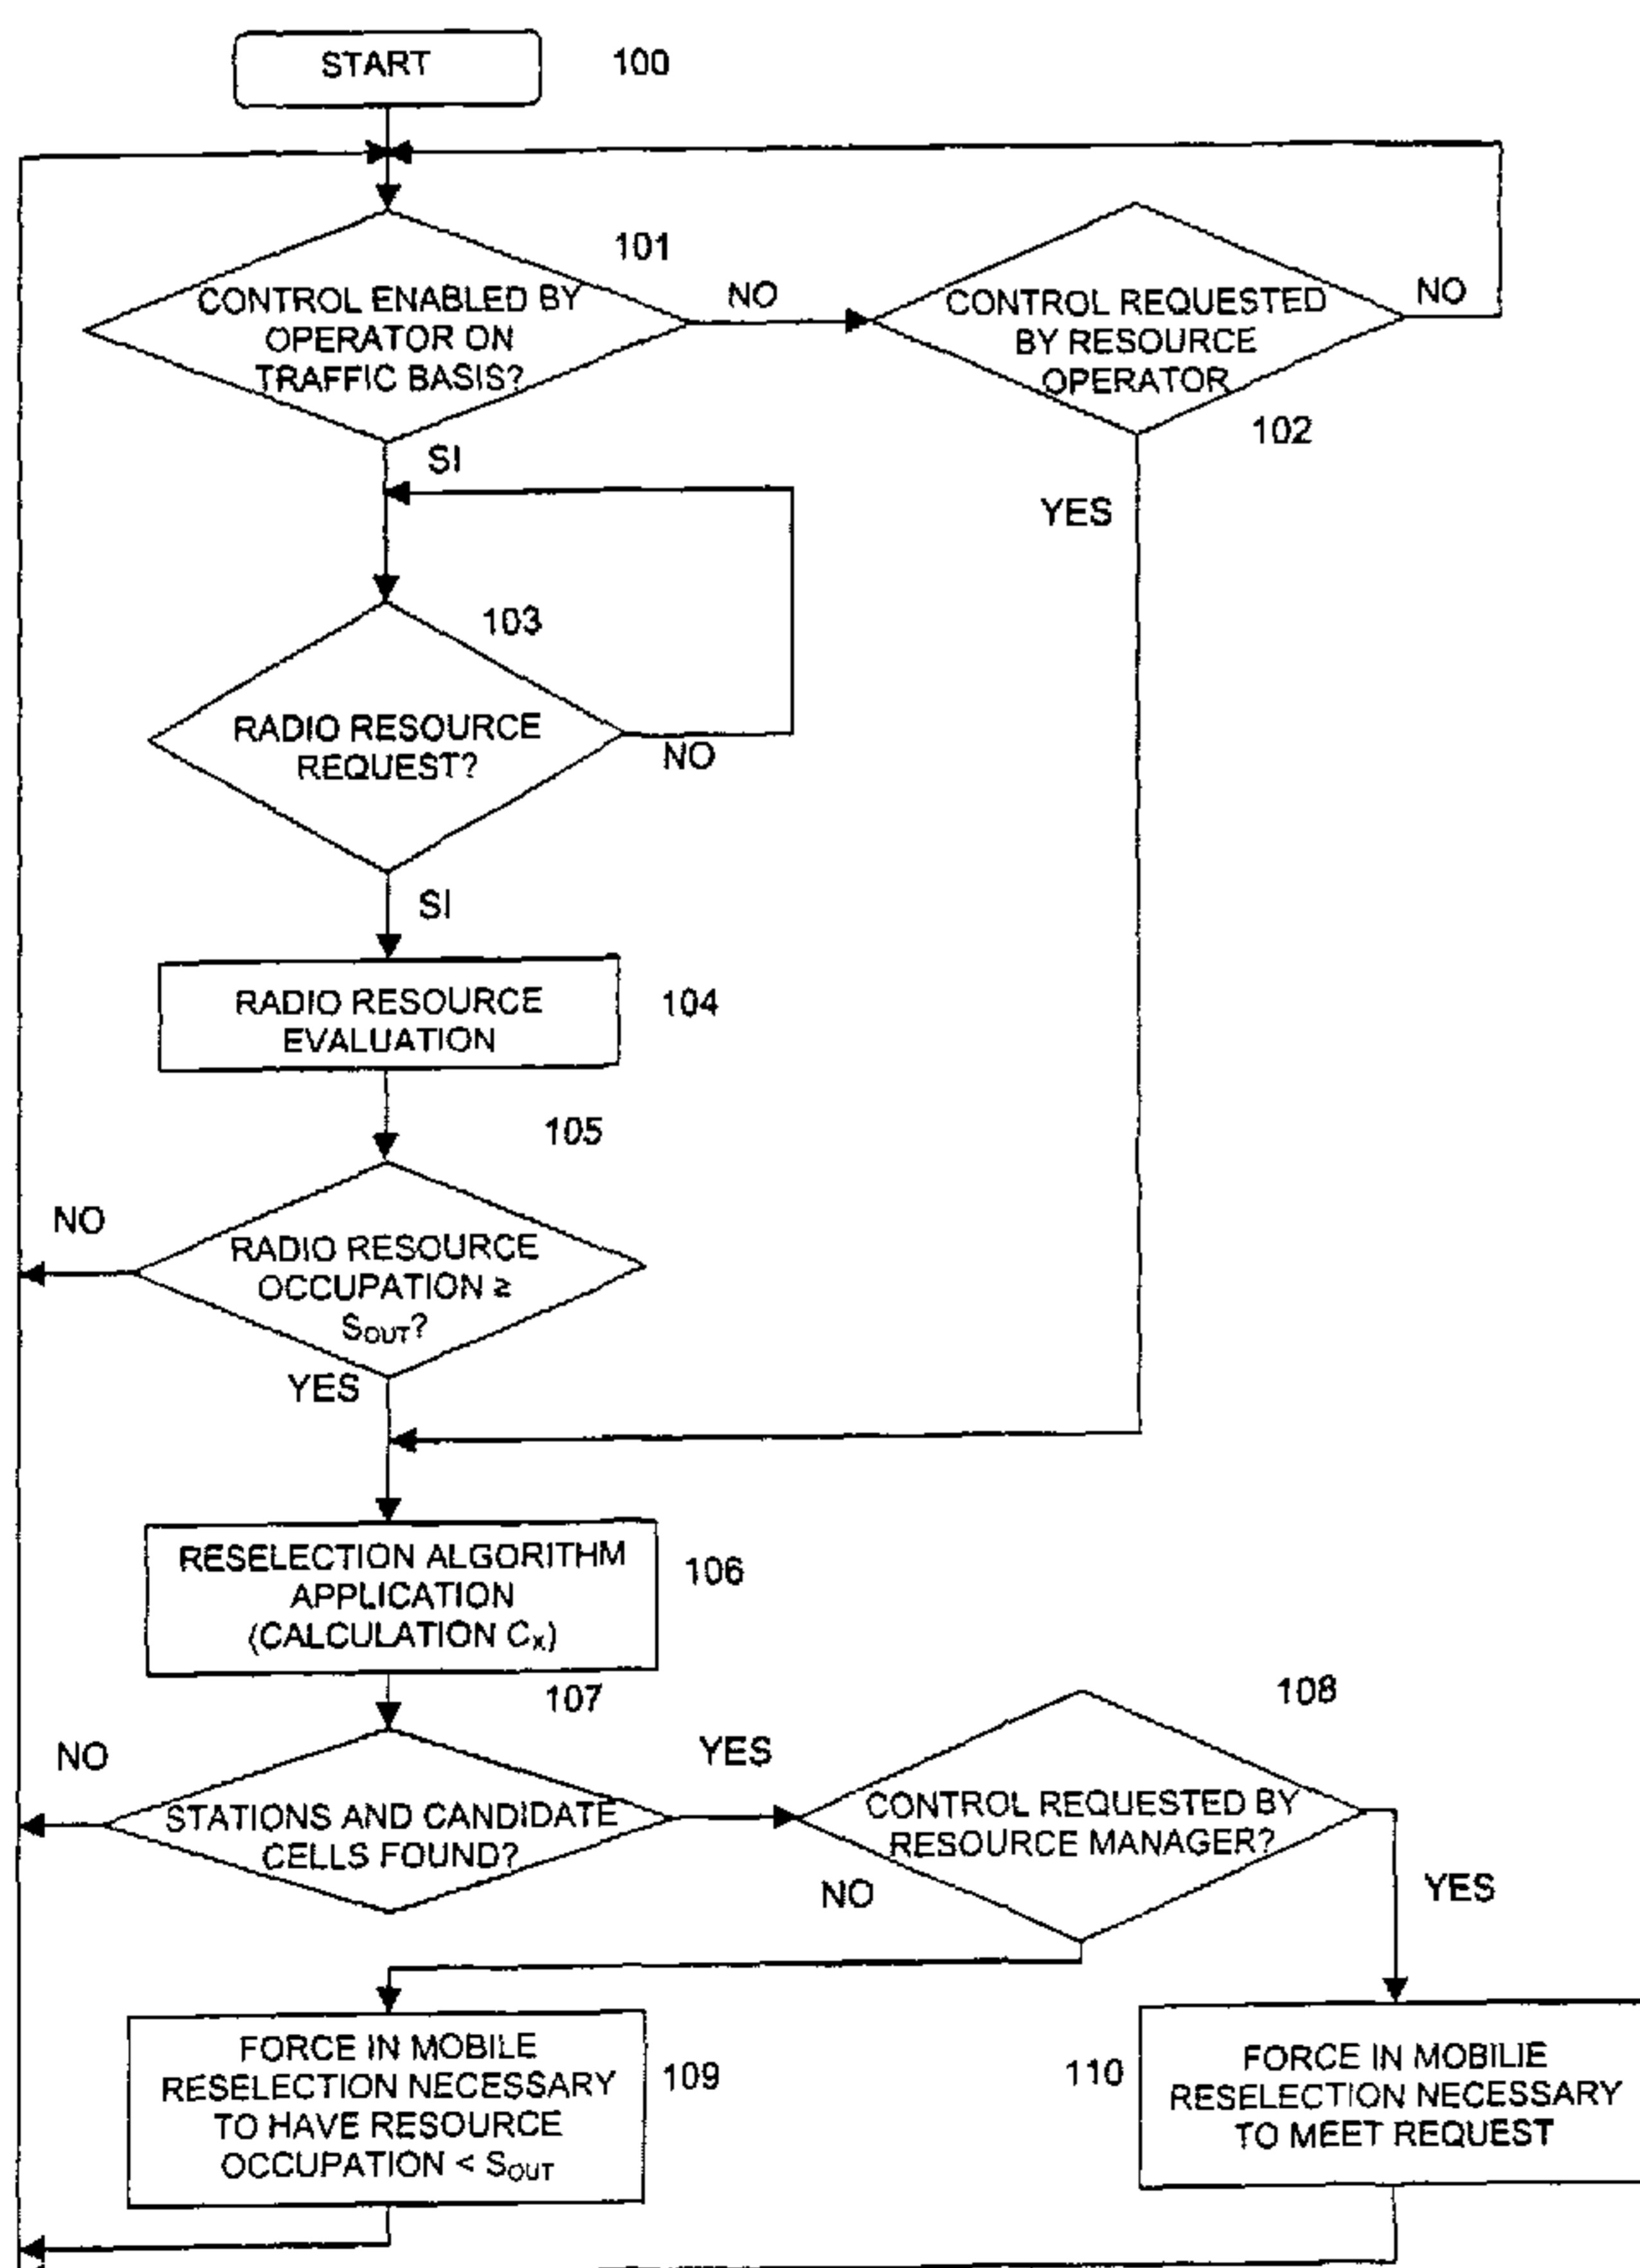 START
100
101
CONTROL ENABLED BY
OPERATOR ON
TRAFFIC BASIS?
NO
CONTROL REQUESTED
BY RESOURCE
OPERATOR
NO
102
SI
YES
103
RADIO RESOURCE
REQUEST?
NO
SI
RADIO RESOURCE
EVALUATION
104
105
NO
RADIO RESOURCE
OCCUPATION ≥
SOUT?
YES
RESELECTION ALGORITHM
APPLICATION
(CALCULATION Cx)
106
107
108
NO
YES
STATIONS AND CANDIDATE
CELLS FOUND?
CONTROL REQUESTED BY
RESOURCE MANAGER?
NO
YES
FORCE IN MOBILE
RESELECTION NECESSARY
TO HAVE RESOURCE
OCCUPATION < SOUT
109
110
FORCE IN MOBILIE
RESELECTION NECESSARY
TO MEET REQUEST